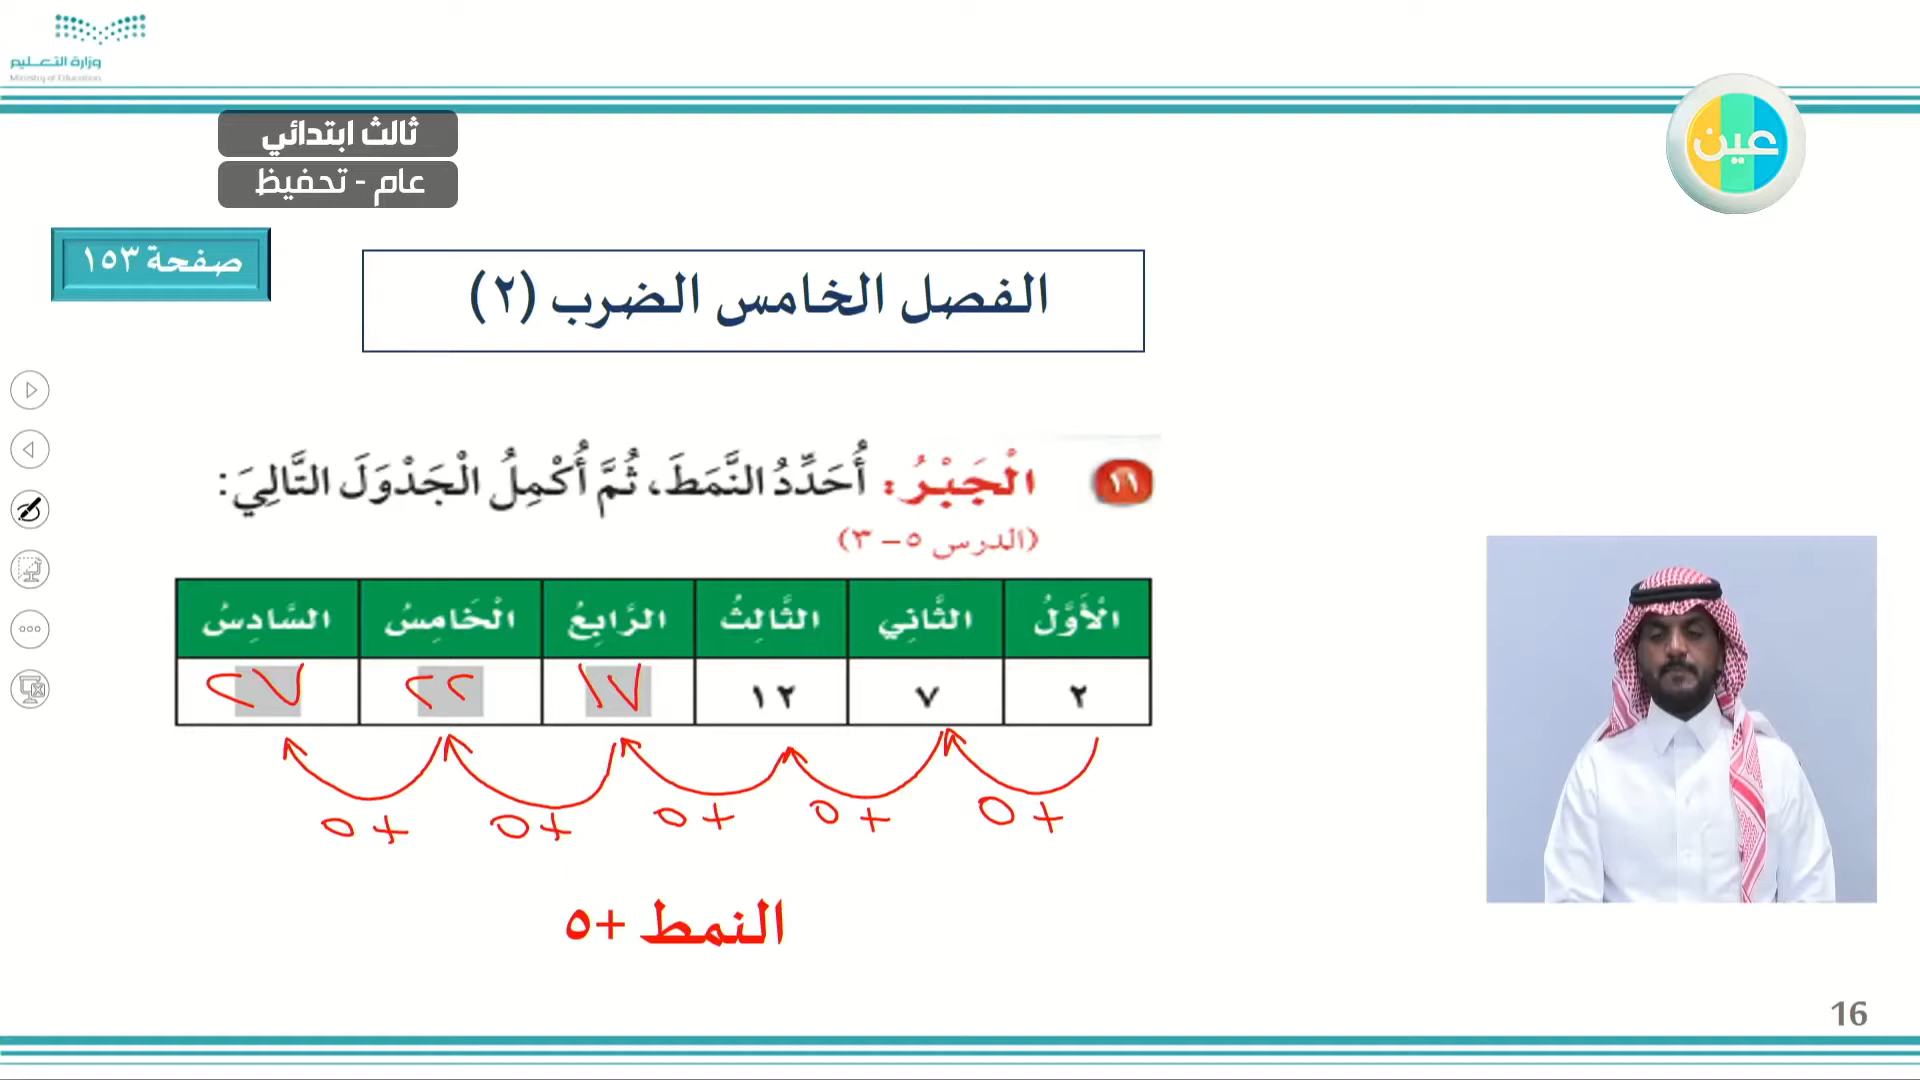 وزارة التعليم
Ministry of Education
عين
ثالث ابتدائي
عام - تحفيظ
صفحة ١٥٣
الفصل الخامس الضرب (٢)
١١ الْجَبْرُ: أُحَدِّدُ النَّمَطَ، ثُمَّ أُكْمِلُ الْجَدْوَلَ التَّالِيَ:
(الدرس ٥ – ٣)
الْأَوَّلُ الثَّانِي الثَّالِثُ الرَّابِعُ الْخَامِسُ السَّادِسُ
٢ ٧ ١٢ ١٧ ٢٢ ٢٧
+٥ +٥ +٥ +٥ +٥
النمط +٥
16